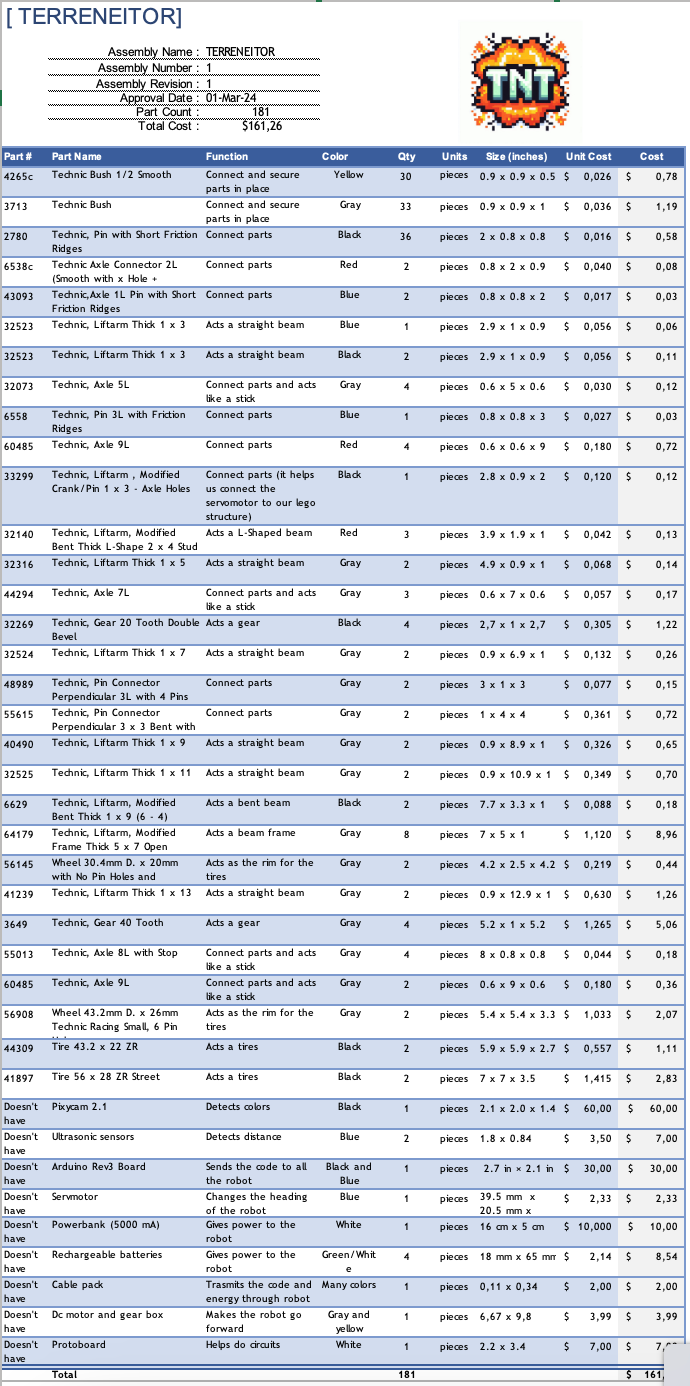 [ TERRENEITOR]
Assembly Name : TERRENEITOR
Assembly Number : 1
Assembly Revision : 1
Approval Date : 01-Mar-24
Part Count : 181
Total Cost : $161,26
TNT
Part # Part Name Function Color Qty Units Size (inches) Unit Cost Cost
4265c Technic Bush 1/2 Smooth Connect and secure Yellow 30 pieces 0.9 x 0.9 x 0.5 $ 0,026 $ 0,78
parts in place
3713 Technic Bush Connect and secure Gray 33 pieces 0.9 x 0.9 x 1 $ 0,036 $ 1,19
parts in place
2780 Technic, Pin with Short Friction Connect parts Black 36 pieces 2 x 0.8 x 0.8 $ 0,016 $ 0,58
Ridges
6538c Technic Axle Connector 2L Connect parts Red 2 pieces 0.8 x 2 x 0.9 $ 0,040 $ 0,08
(Smooth with x Hole +
43093 Technic,Axle 1L Pin with Short Connect parts Blue 2 pieces 0.8 x 0.8 x 2 $ 0,017 $ 0,03
Friction Ridges
32523 Technic, Liftarm Thick 1 x 3 Acts a straight beam Blue 1 pieces 2.9 x 1 x 0.9 $ 0,056 $ 0,06
32523 Technic, Liftarm Thick 1 x 3 Acts a straight beam Black 2 pieces 2.9 x 1 x 0.9 $ 0,056 $ 0,11
32073 Technic, Axle 5L Connect parts and acts Gray 4 pieces 0.6 x 5 x 0.6 $ 0,030 $ 0,12
like a stick
6558 Technic, Pin 3L with Friction Connect parts Blue 1 pieces 0.8 x 0.8 x 3 $ 0,027 $ 0,03
Ridges
60485 Technic, Axle 9L Connect parts Red 4 pieces 0.6 x 0.6 x 9 $ 0,180 $ 0,72
33299 Technic, Liftarm , Modified Connect parts (it helps Black 1 pieces 2.8 x 0.9 x 2 $ 0,120 $ 0,12
Crank/Pin 1 x 3 - Axle Holes us connect the
servomotor to our lego
structure)
32140 Technic, Liftarm, Modified Acts a L-Shaped beam Red 3 pieces 3.9 x 1.9 x 1 $ 0,042 $ 0,13
Bent Thick L-Shape 2 x 4 Stud
32316 Technic, Liftarm Thick 1 x 5 Acts a straight beam Gray 2 pieces 4.9 x 0.9 x 1 $ 0,068 $ 0,14
44294 Technic, Axle 7L Connect parts and acts Gray 3 pieces 0.6 x 7 x 0.6 $ 0,057 $ 0,17
like a stick
32269 Technic, Gear 20 Tooth Double Acts a gear Black 4 pieces 2,7 x 1 x 2,7 $ 0,305 $ 1,22
Bevel
32524 Technic, Liftarm Thick 1 x 7 Acts a straight beam Gray 2 pieces 0.9 x 6.9 x 1 $ 0,132 $ 0,26
48989 Technic, Pin Connector Connect parts Gray 2 pieces 3 x 1 x 3 $ 0,077 $ 0,15
Perpendicular 3L with 4 Pins
55615 Technic, Pin Connector Connect parts Gray 2 pieces 1 x 4 x 4 $ 0,361 $ 0,72
Perpendicular 3 x 3 Bent with
40490 Technic, Liftarm Thick 1 x 9 Acts a straight beam Gray 2 pieces 0.9 x 8.9 x 1 $ 0,326 $ 0,65
32525 Technic, Liftarm Thick 1 x 11 Acts a straight beam Gray 2 pieces 0.9 x 10.9 x 1 $ 0,349 $ 0,70
6629 Technic, Liftarm, Modified Acts a bent beam Black 2 pieces 7.7 x 3.3 x 1 $ 0,088 $ 0,18
Bent Thick 1 x 9 (6 - 4)
64179 Technic, Liftarm, Modified Acts a beam frame Gray 8 pieces 7 x 5 x 1 $ 1,120 $ 8,96
Frame Thick 5 x 7 Open
56145 Wheel 30.4mm D. x 20mm Acts as the rim for the Gray 2 pieces 4.2 x 2.5 x 4.2 $ 0,219 $ 0,44
with No Pin Holes and tires
41239 Technic, Liftarm Thick 1 x 13 Acts a straight beam Gray 2 pieces 0.9 x 12.9 x 1 $ 0,630 $ 1,26
3649 Technic, Gear 40 Tooth Acts a gear Gray 4 pieces 5.2 x 1 x 5.2 $ 1,265 $ 5,06
55013 Technic, Axle 8L with Stop Connect parts and acts Gray 4 pieces 8 x 0.8 x 0.8 $ 0,044 $ 0,18
like a stick
60485 Technic, Axle 9L Connect parts and acts Gray 2 pieces 0.6 x 9 x 0.6 $ 0,180 $ 0,36
like a stick
56908 Wheel 43.2mm D. x 26mm Acts as the rim for the Gray 2 pieces 5.4 x 5.4 x 3.3 $ 1,033 $ 2,07
Technic Racing Small, 6 Pin tires
44309 Tire 43.2 x 22 ZR Acts a tires Black 2 pieces 5.9 x 5.9 x 2.7 $ 0,557 $ 1,11
41897 Tire 56 x 28 ZR Street Acts a tires Black 2 pieces 7 x 7 x 3.5 $ 1,415 $ 2,83
Doesn't Pixycam 2.1 Detects colors Black 1 pieces 2.1 x 2.0 x 1.4 $ 60,00 $ 60,00
have
Doesn't Ultrasonic sensors Detects distance Blue 2 pieces 1.8 x 0.84 $ 3,50 $ 7,00
have
Doesn't Arduino Rev3 Board Sends the code to all Black and 1 pieces 2.7 in × 2.1 in $ 30,00 $ 30,00
have the robot Blue
Doesn't Servmotor Changes the heading Blue 1 pieces 39.5 mm x $ 2,33 $ 2,33
have of the robot 20.5 mm x
Doesn't Powerbank (5000 mA) Gives power to the White 1 pieces 16 cm x 5 cm $ 10,000 $ 10,00
have robot
Doesn't Rechargeable batteries Gives power to the Green/Whit 4 pieces 18 mm x 65 mm $ 2,14 $ 8,54
have robot e
Doesn't Cable pack Trasmits the code and Many colors 1 pieces 0,11 x 0,34 $ 2,00 $ 2,00
have energy through robot
Doesn't Dc motor and gear box Makes the robot go Gray and 1 pieces 6,67 x 9,8 $ 3,99 $ 3,99
have forward yellow
Doesn't Protoboard Helps do circuits White 1 pieces 2.2 x 3.4 $ 7,00 $ 7,
have
Total 181 $ 161,